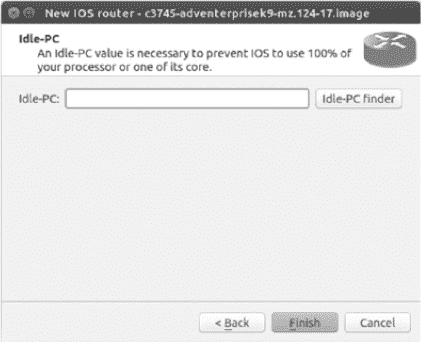 New IOS router - c3745-adventerprisek9-mz.124-17.image
Idle-PC
An Idle-PC value is necessary to prevent IOS to use 100% of
your processor or one of its core.
Idle-PC: Idle-PC finder
< Back Finish Cancel